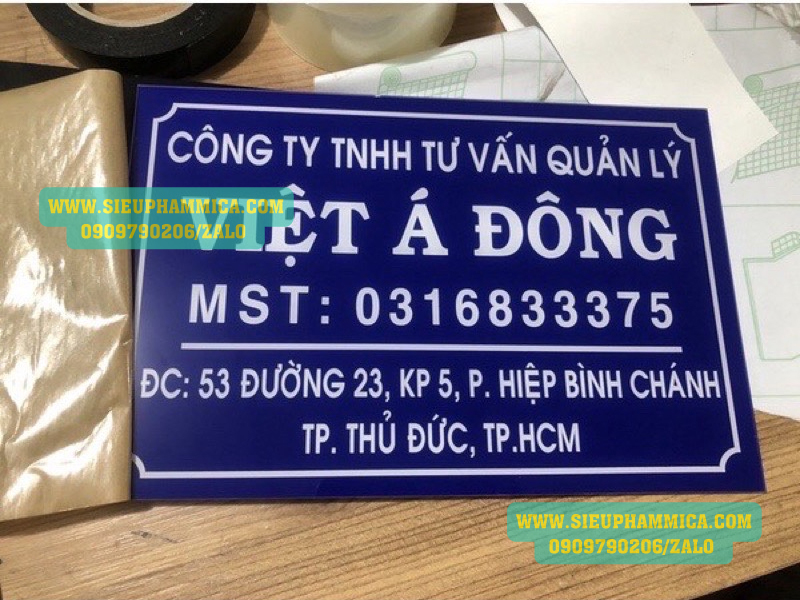 CÔNG TY TNHH TƯ VẤN QUẢN LÝ
WWW.SIEUPHAMMICA.COM
0909790206/ZALO
VIỆT Á ĐÔNG
MST: 0316833375
ĐC: 53 ĐƯỜNG 23, KP 5, P. HIỆP BÌNH CHÁNH
TP. THỦ ĐỨC, TP.HCM
WWW.SIEUPHAMMICA.COM
0909790206/ZALO